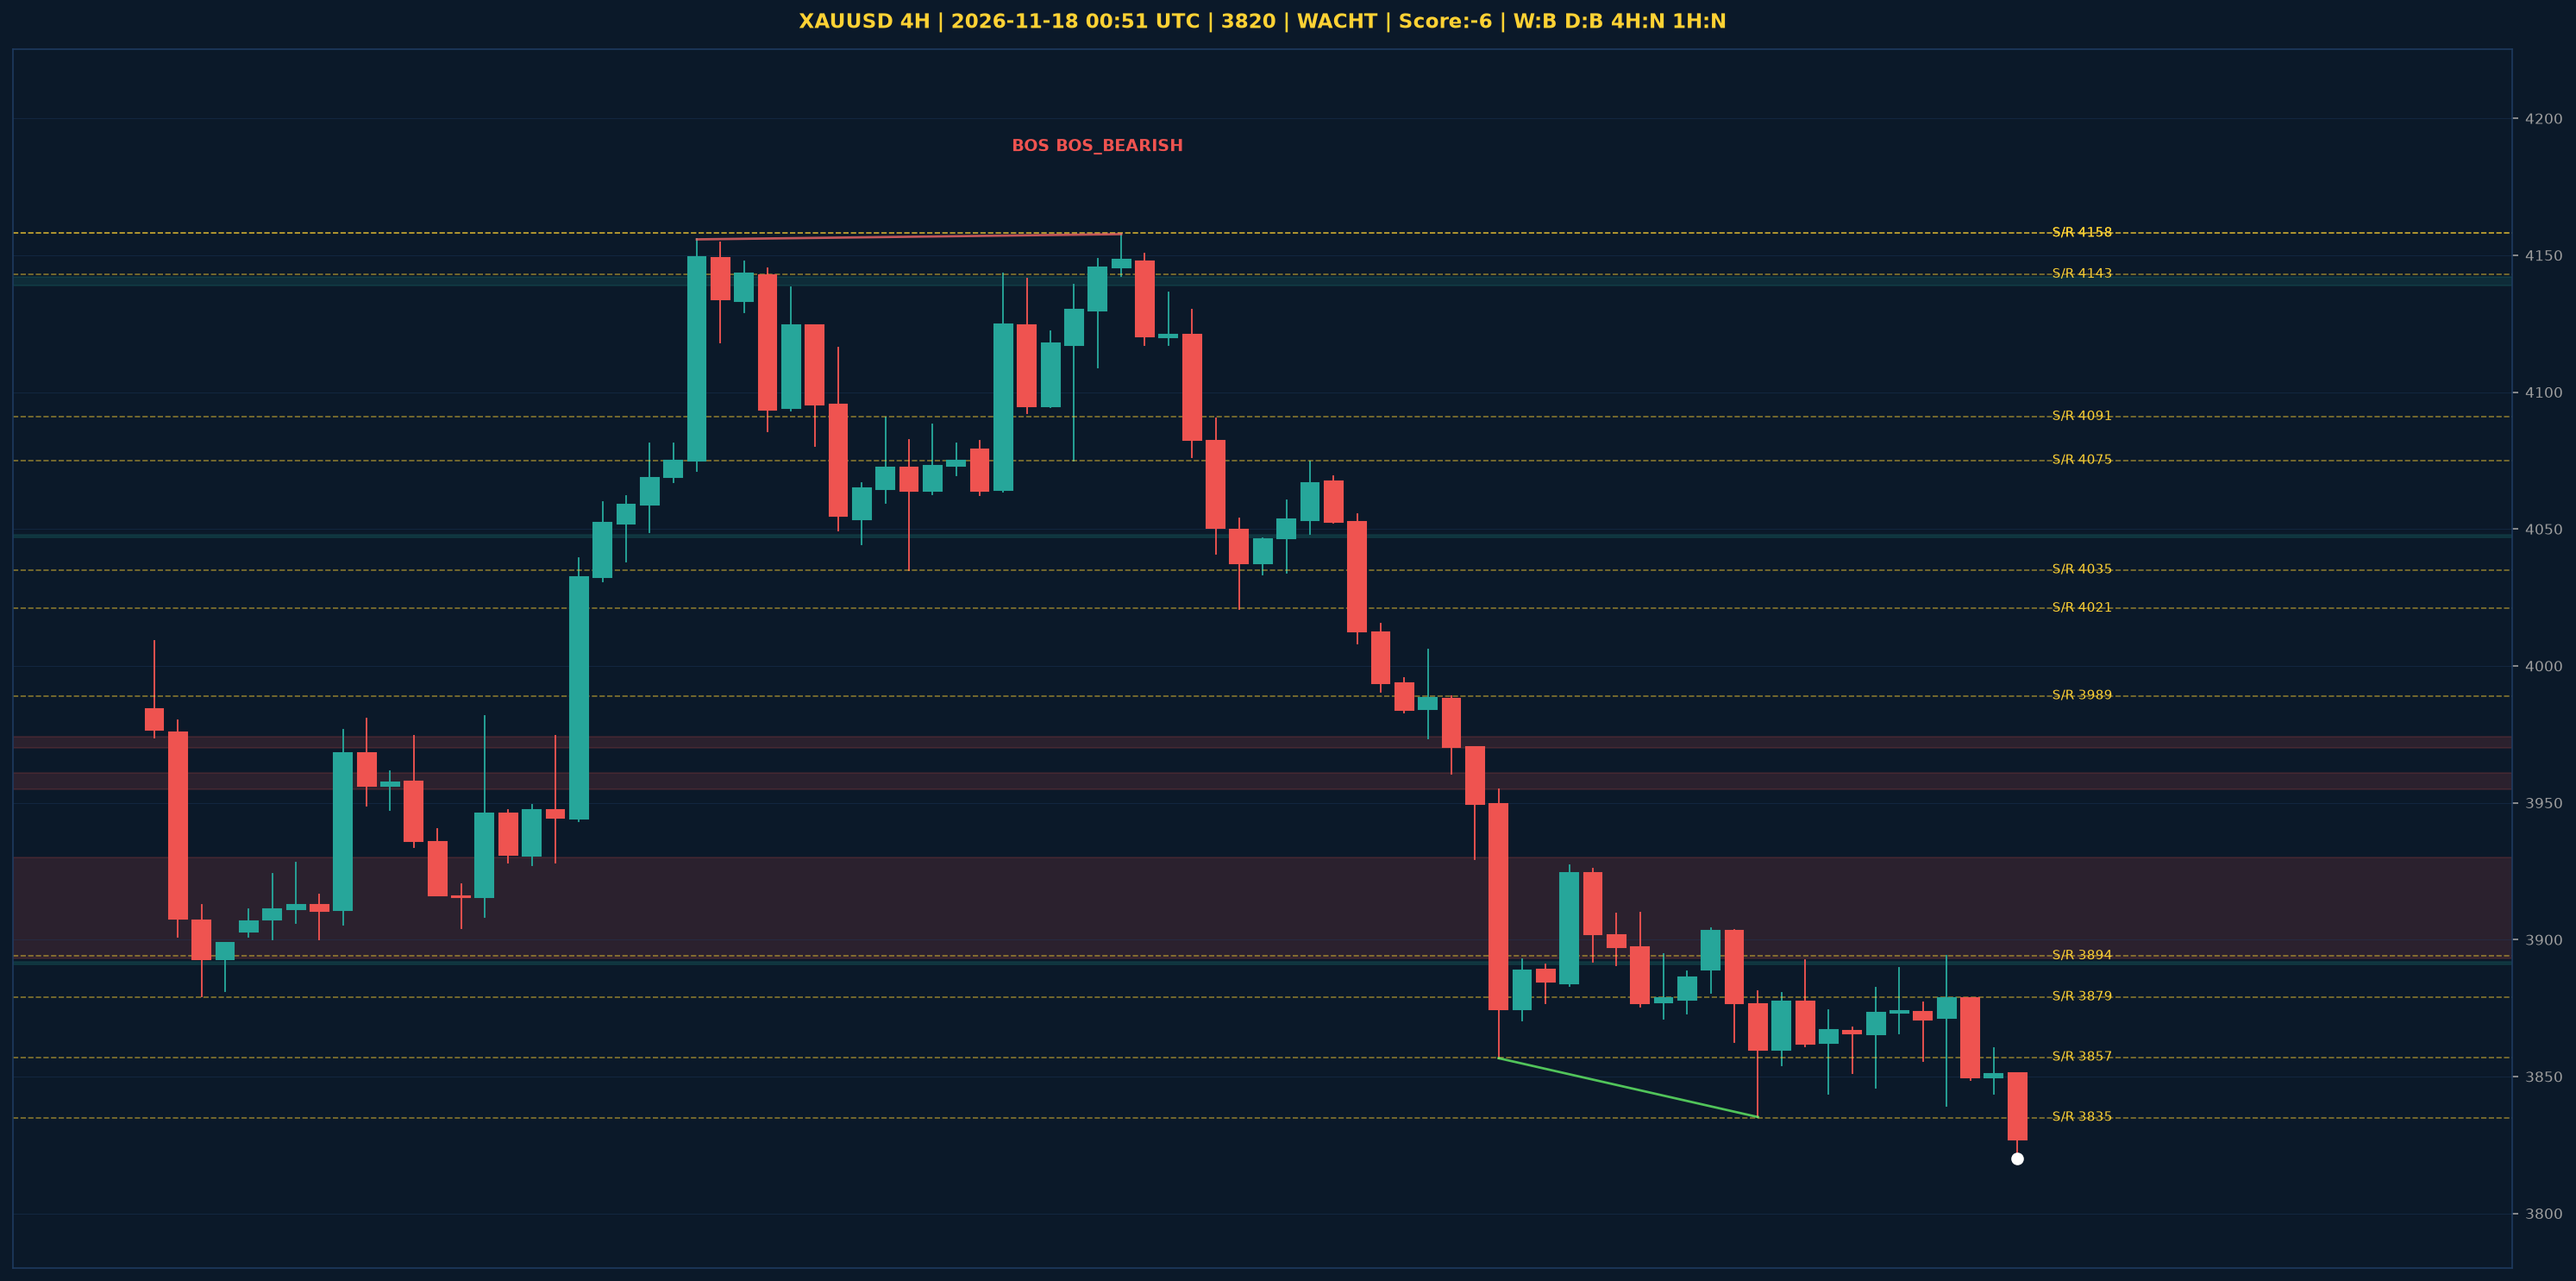 XAUUSD 4H | 2026-11-18 00:51 UTC | 3820 | WACHT | Score:-6 | W:B D:B 4H:N 1H:N
4200
BOS BOS_BEARISH
S/R 4158
4150
S/R 4143
4100
S/R 4091
S/R 4075
4050
S/R 4035
S/R 4021
4000
S/R 3989
3950
3900
S/R 3894
S/R 3879
S/R 3857
3850
S/R 3835
3800